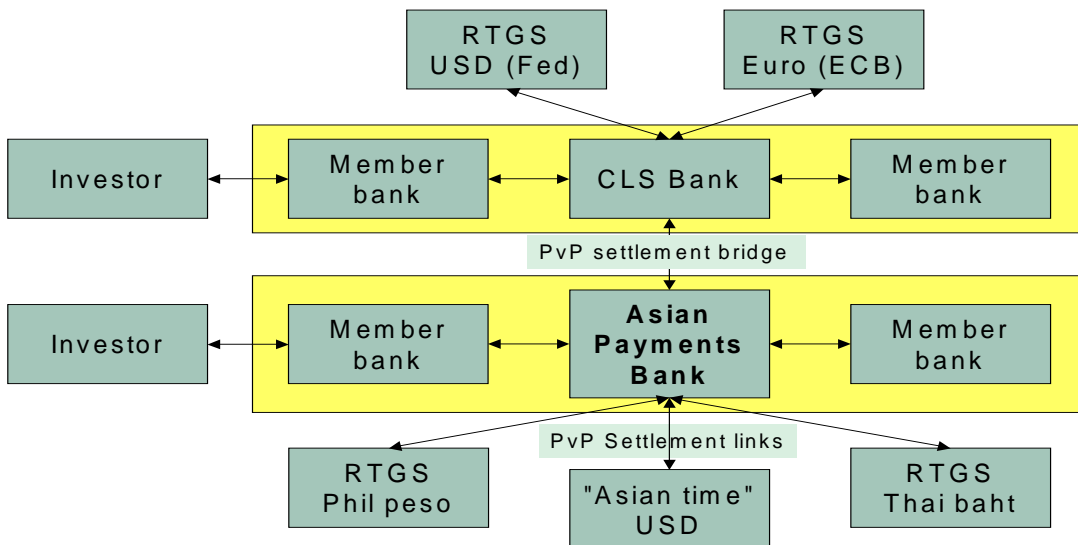 RTGS
USD (Fed)
RTGS
Euro (ECB)
Investor
Member
bank
CLS Bank
Member
bank
PvP settlement bridge
Investor
Member
bank
Asian
Payments
Bank
Member
bank
PvP Settlement links
RTGS
Phil peso
"Asian time"
USD
RTGS
Thai baht